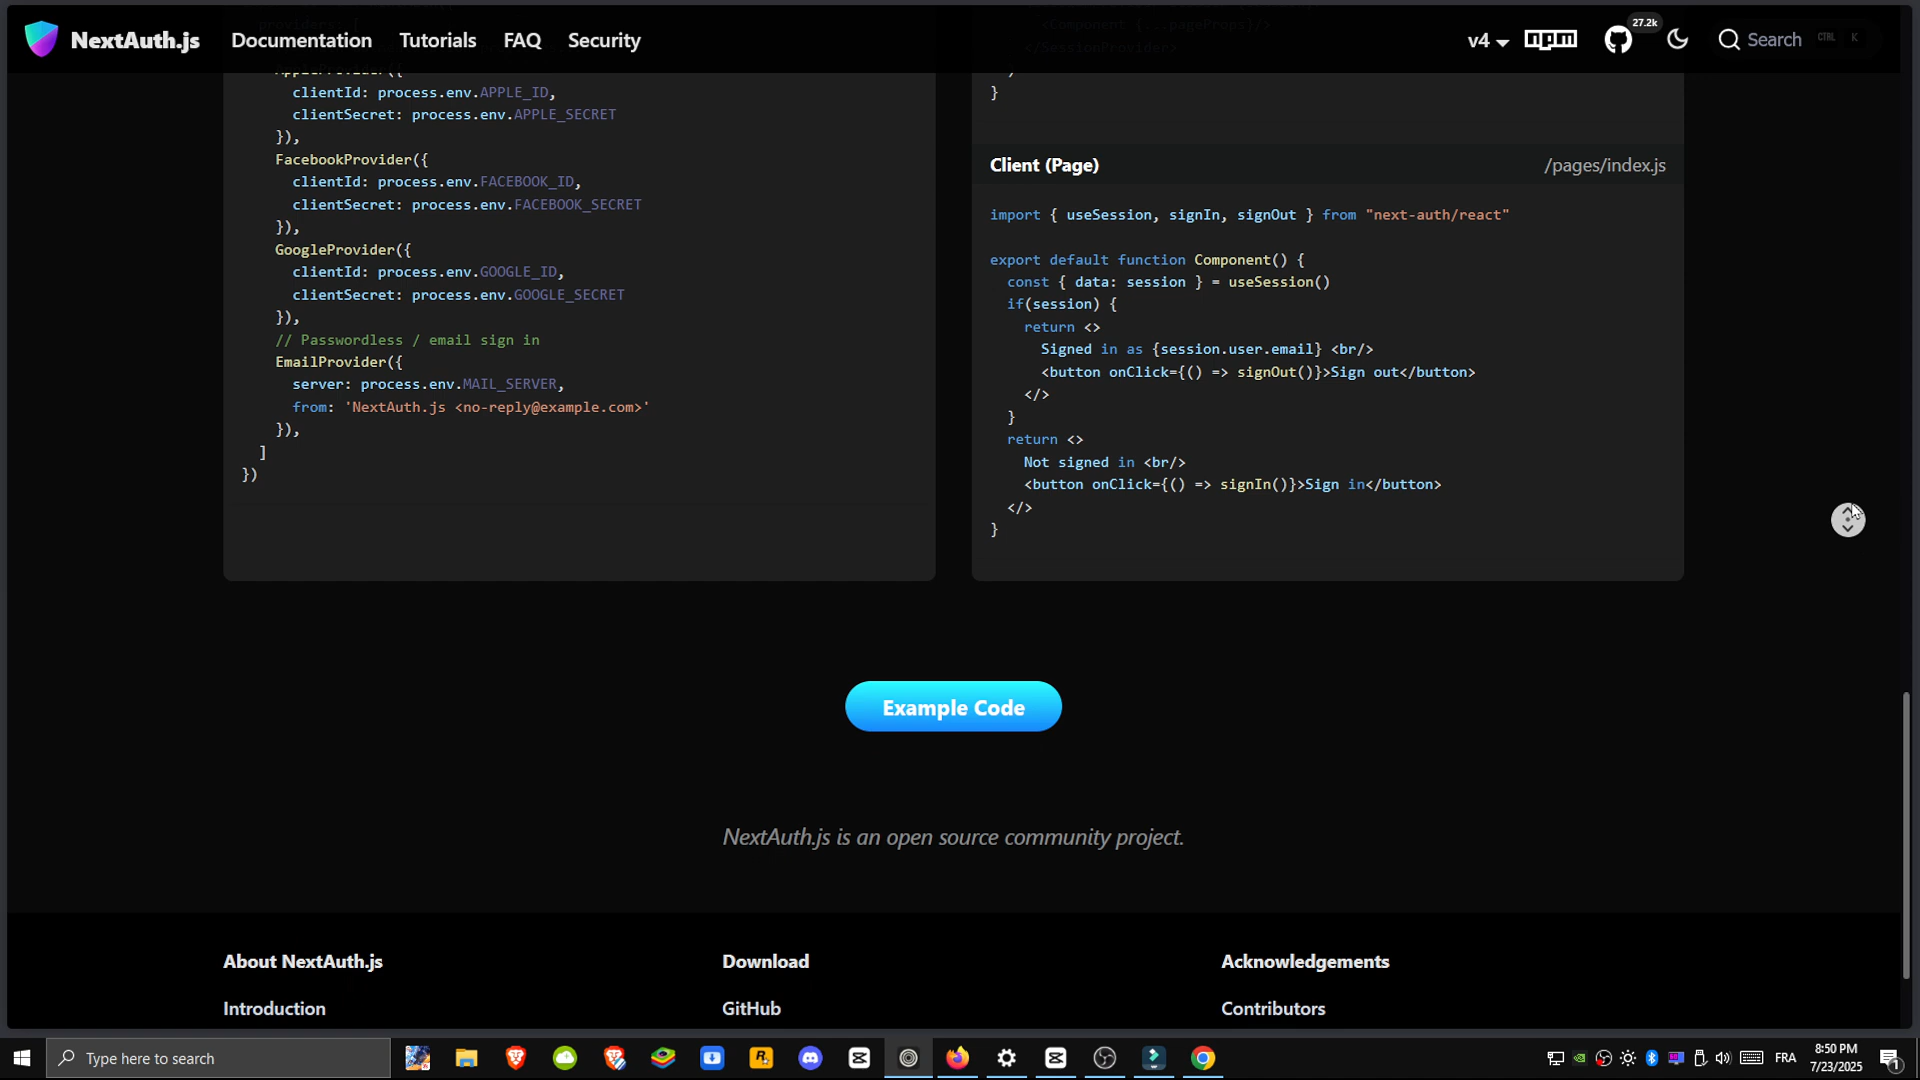 NextAuth.js
Documentation
Tutorials
FAQ
Security
v4
npm
27.2k
Search
CTRL
K
<Component {...pageProps}/>
</SessionProvider>
AppleProvider({
clientId: process.env.APPLE_ID,
clientSecret: process.env.APPLE_SECRET
}),
FacebookProvider({
clientId: process.env.FACEBOOK_ID,
clientSecret: process.env.FACEBOOK_SECRET
}),
GoogleProvider({
clientId: process.env.GOOGLE_ID,
clientSecret: process.env.GOOGLE_SECRET
}),
// Passwordless / email sign in
EmailProvider({
server: process.env.MAIL_SERVER,
from: 'NextAuth.js <no-reply@example.com>'
}),
]
})
)
}
Client (Page)
/pages/index.js
import { useSession, signIn, signOut } from "next-auth/react"
export default function Component() {
const { data: session } = useSession()
if(session) {
return <>
Signed in as {session.user.email} <br/>
<button onClick={() => signOut()}>Sign out</button>
</>
}
return <>
Not signed in <br/>
<button onClick={() => signIn()}>Sign in</button>
</>
}
Example Code
NextAuth.js is an open source community project.
About NextAuth.js
Introduction
Download
GitHub
Acknowledgements
Contributors
Type here to search
FRA
8:50 PM
7/23/2025
1